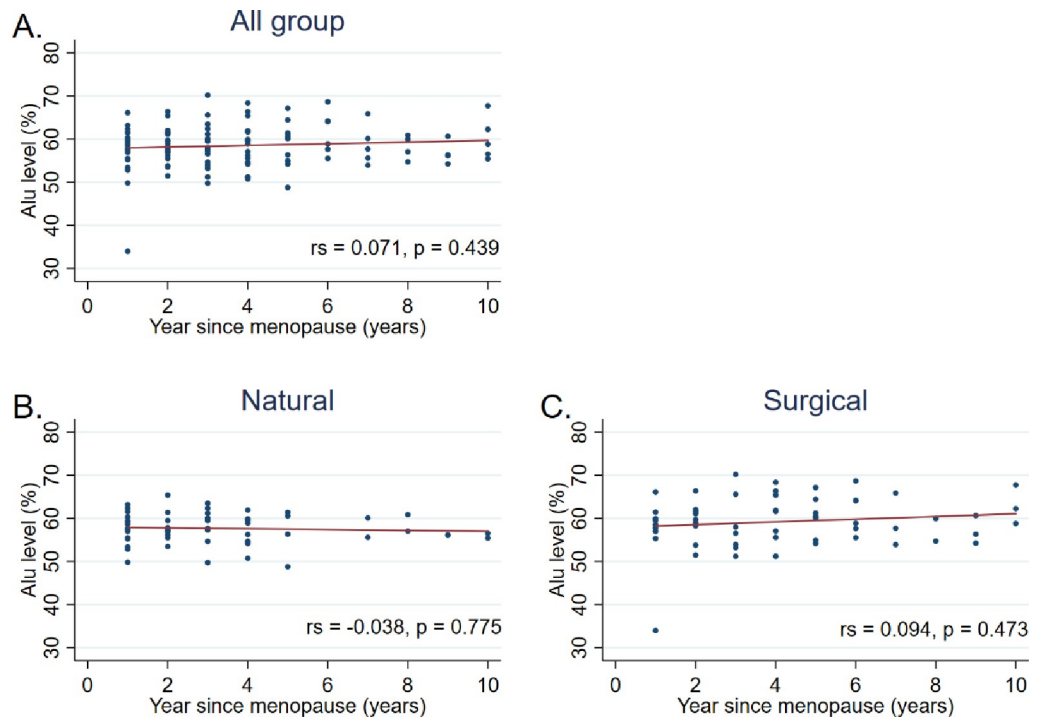 A.
All group
Alu level (%)
80
70
60
50
40
30
rs = 0.071, p = 0.439
0 2 4 6 8 10
Year since menopause (years)
B.
Natural
Alu level (%)
80
70
60
50
40
30
rs = -0.038, p = 0.775
0 2 4 6 8 10
Year since menopause (years)
C.
Surgical
Alu level (%)
80
70
60
50
40
30
rs = 0.094, p = 0.473
0 2 4 6 8 10
Year since menopause (years)